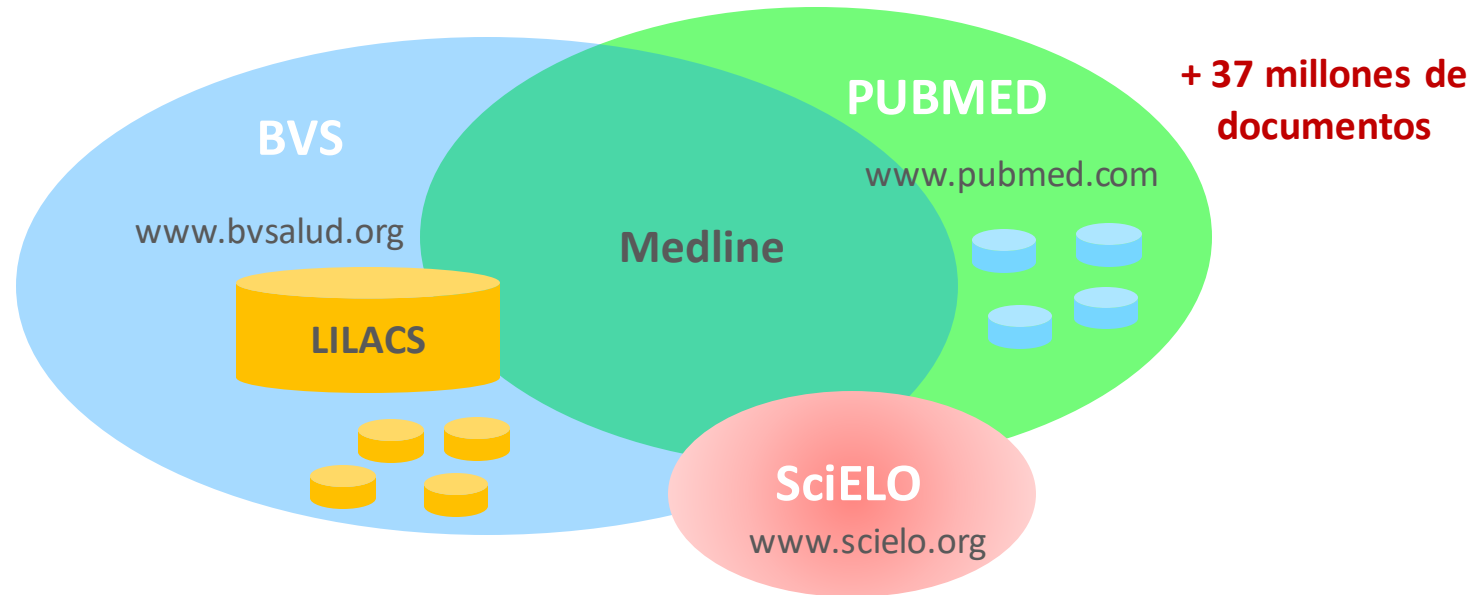 BVS
www.bvsalud.org
LILACS
Medline
PUBMED
www.pubmed.com
+ 37 millones de
documentos
SciELO
www.scielo.org